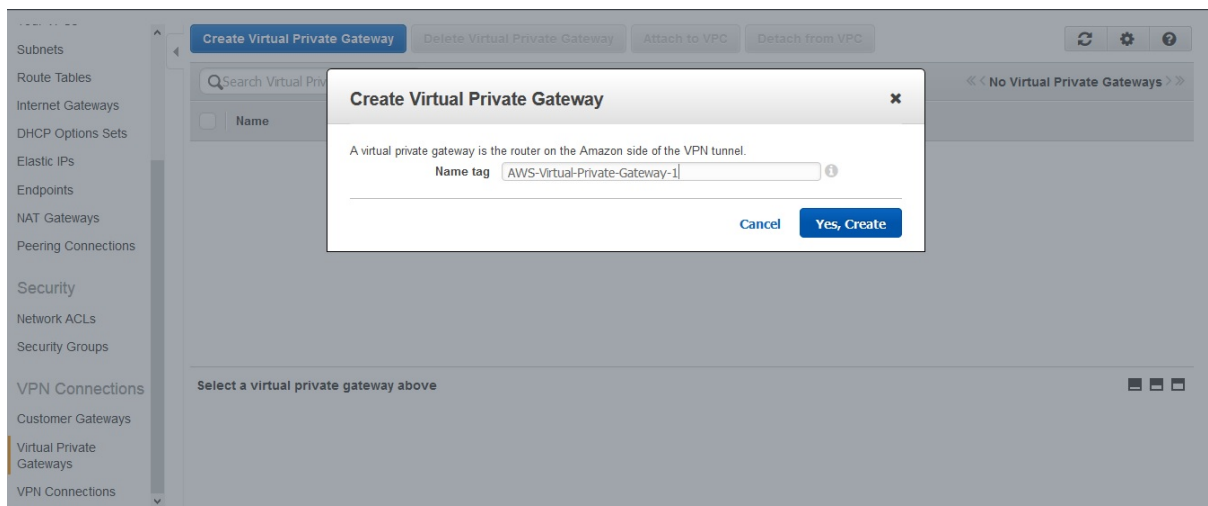 Subnets
Route Tables
Internet Gateways
DHCP Options Sets
Elastic IPs
Endpoints
NAT Gateways
Peering Connections
Security
Network ACLs
Security Groups
VPN Connections
Customer Gateways
Virtual Private
Gateways
VPN Connections
Create Virtual Private Gateway
Delete Virtual Private Gateway
Attach to VPC
Detach from VPC
Search Virtual Priv
« < No Virtual Private Gateways > »
Name
Create Virtual Private Gateway
A virtual private gateway is the router on the Amazon side of the VPN tunnel.
Name tag AWS-Virtual-Private-Gateway-1
Cancel
Yes, Create
Select a virtual private gateway above